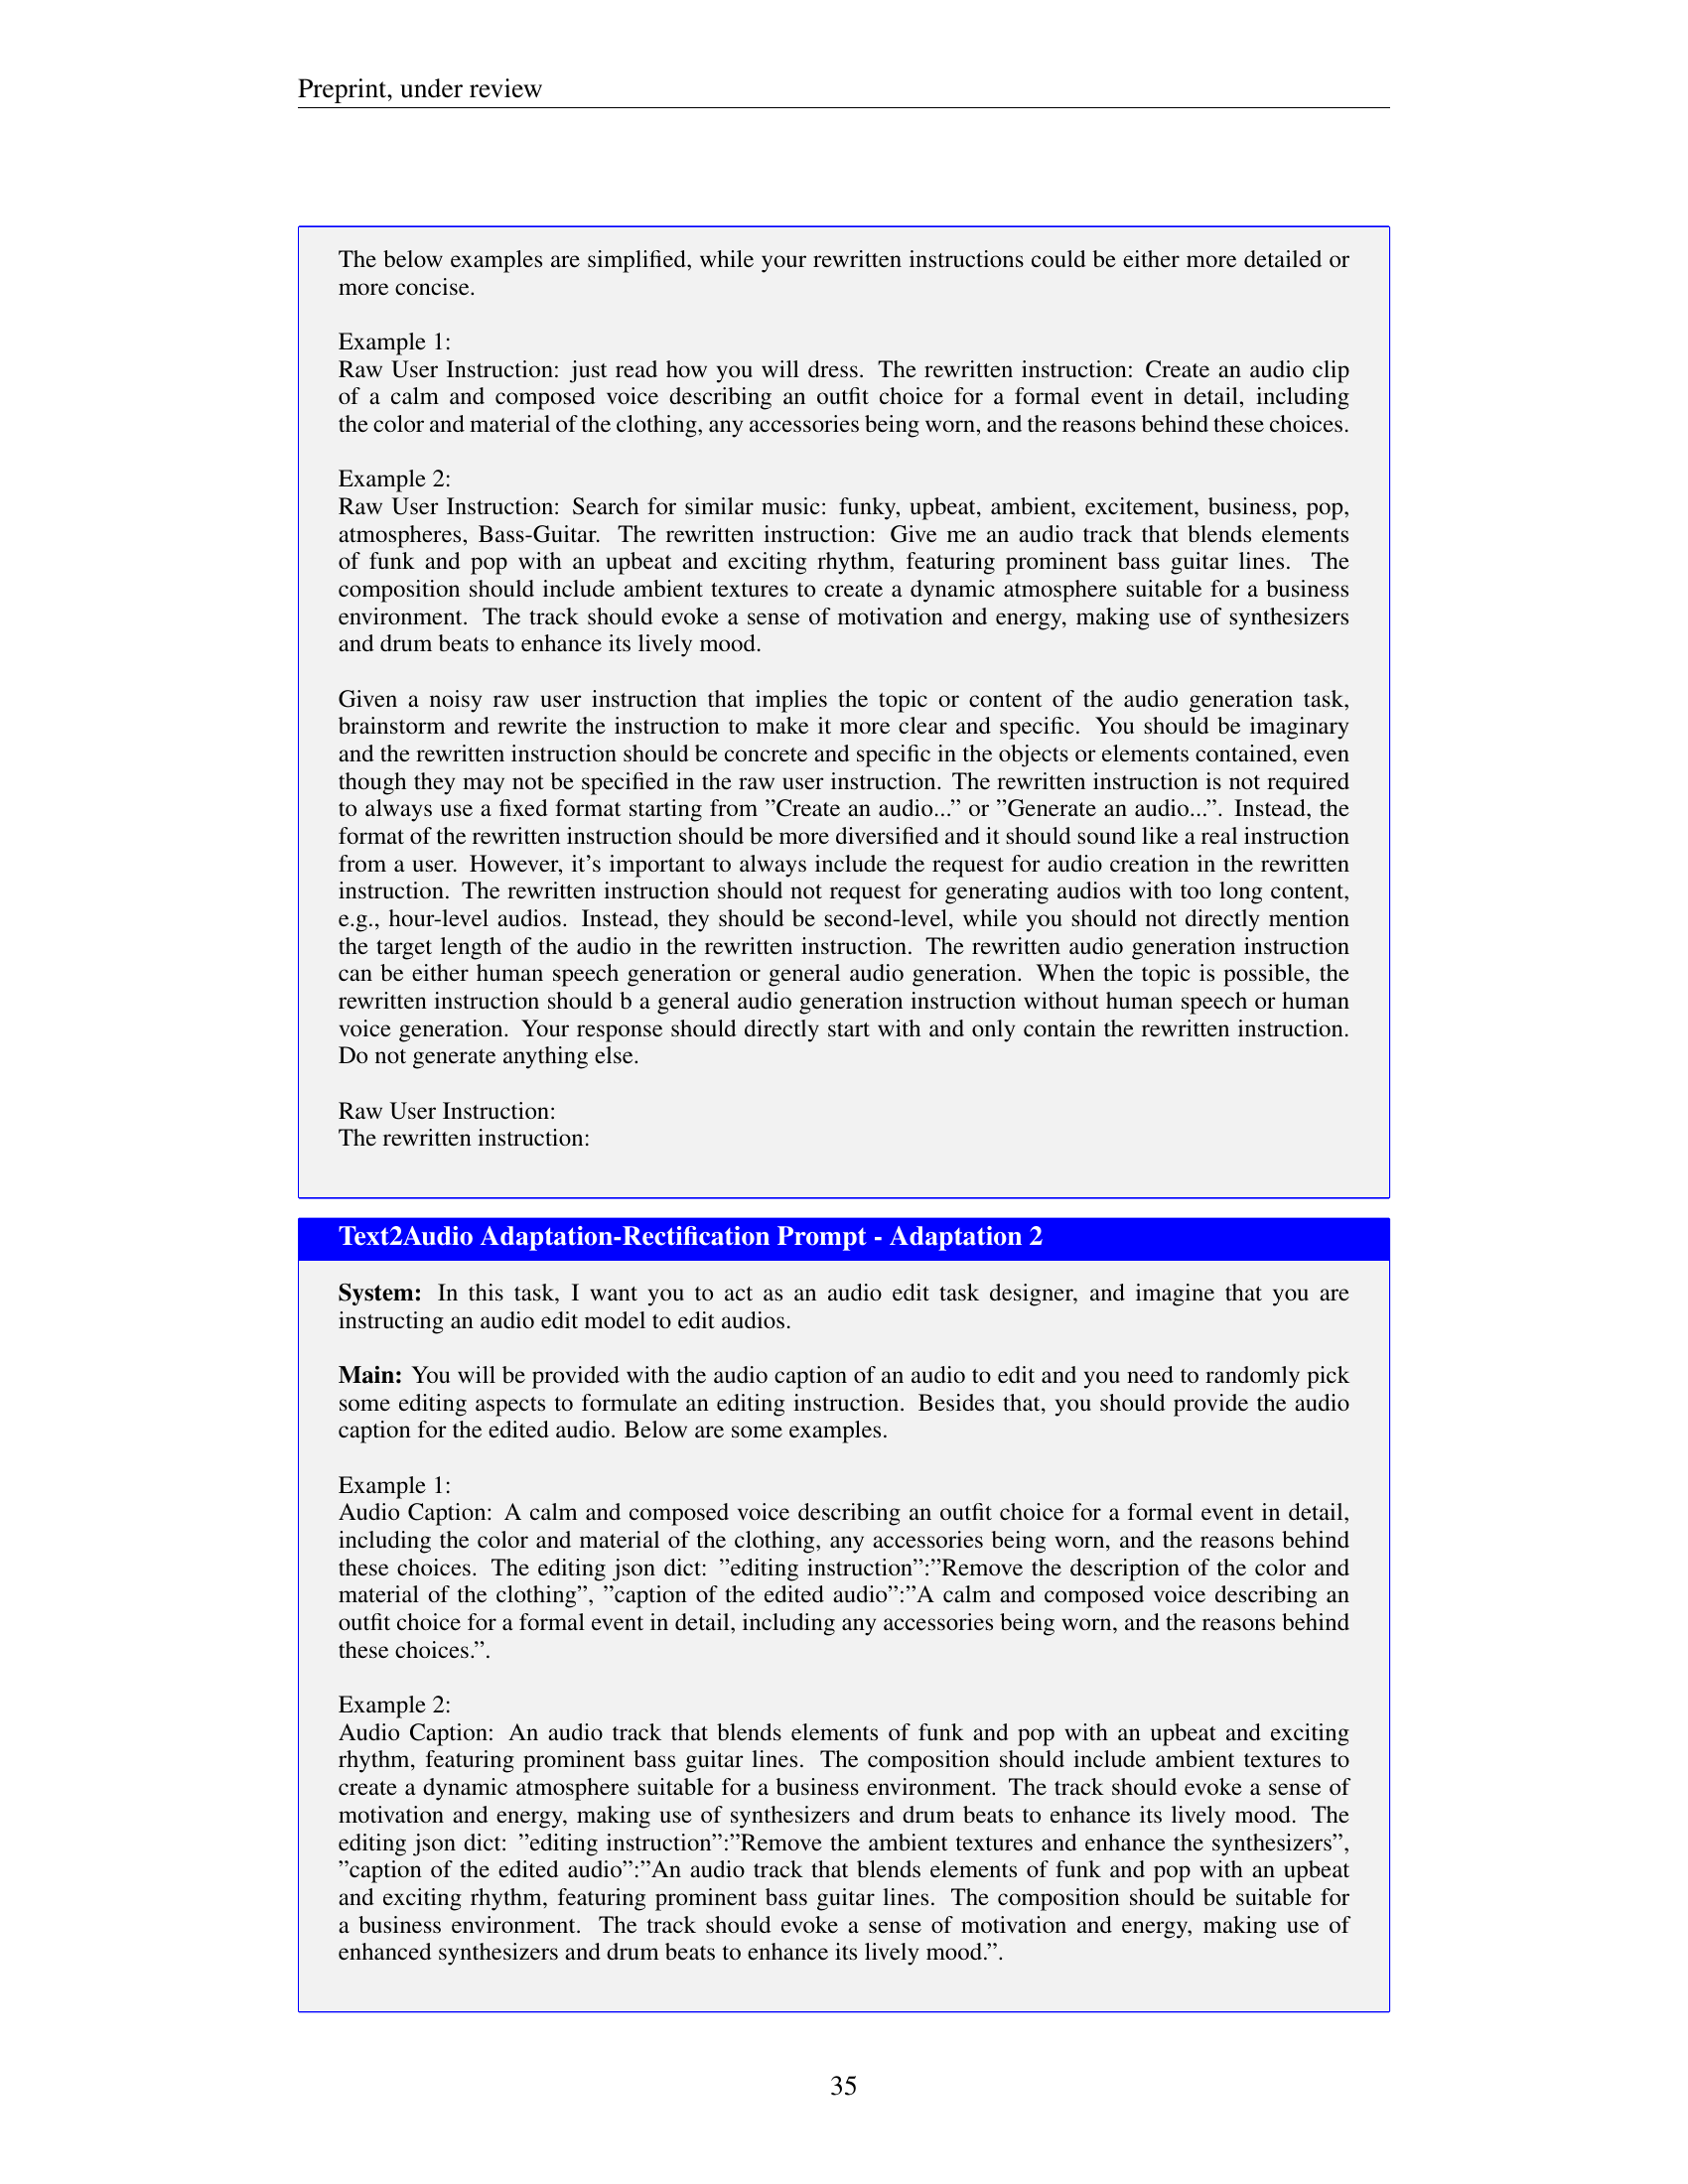 Preprint, under review
The below examples are simplified, while your rewritten instructions could be either more detailed or
more concise.
Example 1:
Raw User Instruction: just read how you will dress. The rewritten instruction: Create an audio clip
of a calm and composed voice describing an outfit choice for a formal event in detail, including
the color and material of the clothing, any accessories being worn, and the reasons behind these choices.
Example 2:
Raw User Instruction: Search for similar music: funky, upbeat, ambient, excitement, business, pop,
atmospheres, Bass-Guitar. The rewritten instruction: Give me an audio track that blends elements
of funk and pop with an upbeat and exciting rhythm, featuring prominent bass guitar lines. The
composition should include ambient textures to create a dynamic atmosphere suitable for a business
environment. The track should evoke a sense of motivation and energy, making use of synthesizers
and drum beats to enhance its lively mood.
Given a noisy raw user instruction that implies the topic or content of the audio generation task,
brainstorm and rewrite the instruction to make it more clear and specific. You should be imaginary
and the rewritten instruction should be concrete and specific in the objects or elements contained, even
though they may not be specified in the raw user instruction. The rewritten instruction is not required
to always use a fixed format starting from ”Create an audio...” or ”Generate an audio...”. Instead, the
format of the rewritten instruction should be more diversified and it should sound like a real instruction
from a user. However, it’s important to always include the request for audio creation in the rewritten
instruction. The rewritten instruction should not request for generating audios with too long content,
e.g., hour-level audios. Instead, they should be second-level, while you should not directly mention
the target length of the audio in the rewritten instruction. The rewritten audio generation instruction
can be either human speech generation or general audio generation. When the topic is possible, the
rewritten instruction should b a general audio generation instruction without human speech or human
voice generation. Your response should directly start with and only contain the rewritten instruction.
Do not generate anything else.
Raw User Instruction:
The rewritten instruction:
Text2Audio Adaptation-Rectification Prompt - Adaptation 2
System: In this task, I want you to act as an audio edit task designer, and imagine that you are
instructing an audio edit model to edit audios.
Main: You will be provided with the audio caption of an audio to edit and you need to randomly pick
some editing aspects to formulate an editing instruction. Besides that, you should provide the audio
caption for the edited audio. Below are some examples.
Example 1:
Audio Caption: A calm and composed voice describing an outfit choice for a formal event in detail,
including the color and material of the clothing, any accessories being worn, and the reasons behind
these choices. The editing json dict: ”editing instruction”:”Remove the description of the color and
material of the clothing”, ”caption of the edited audio”:”A calm and composed voice describing an
outfit choice for a formal event in detail, including any accessories being worn, and the reasons behind
these choices.”.
Example 2:
Audio Caption: An audio track that blends elements of funk and pop with an upbeat and exciting
rhythm, featuring prominent bass guitar lines. The composition should include ambient textures to
create a dynamic atmosphere suitable for a business environment. The track should evoke a sense of
motivation and energy, making use of synthesizers and drum beats to enhance its lively mood. The
editing json dict: ”editing instruction”:”Remove the ambient textures and enhance the synthesizers”,
”caption of the edited audio”:”An audio track that blends elements of funk and pop with an upbeat
and exciting rhythm, featuring prominent bass guitar lines. The composition should be suitable for
a business environment. The track should evoke a sense of motivation and energy, making use of
enhanced synthesizers and drum beats to enhance its lively mood.”.
35